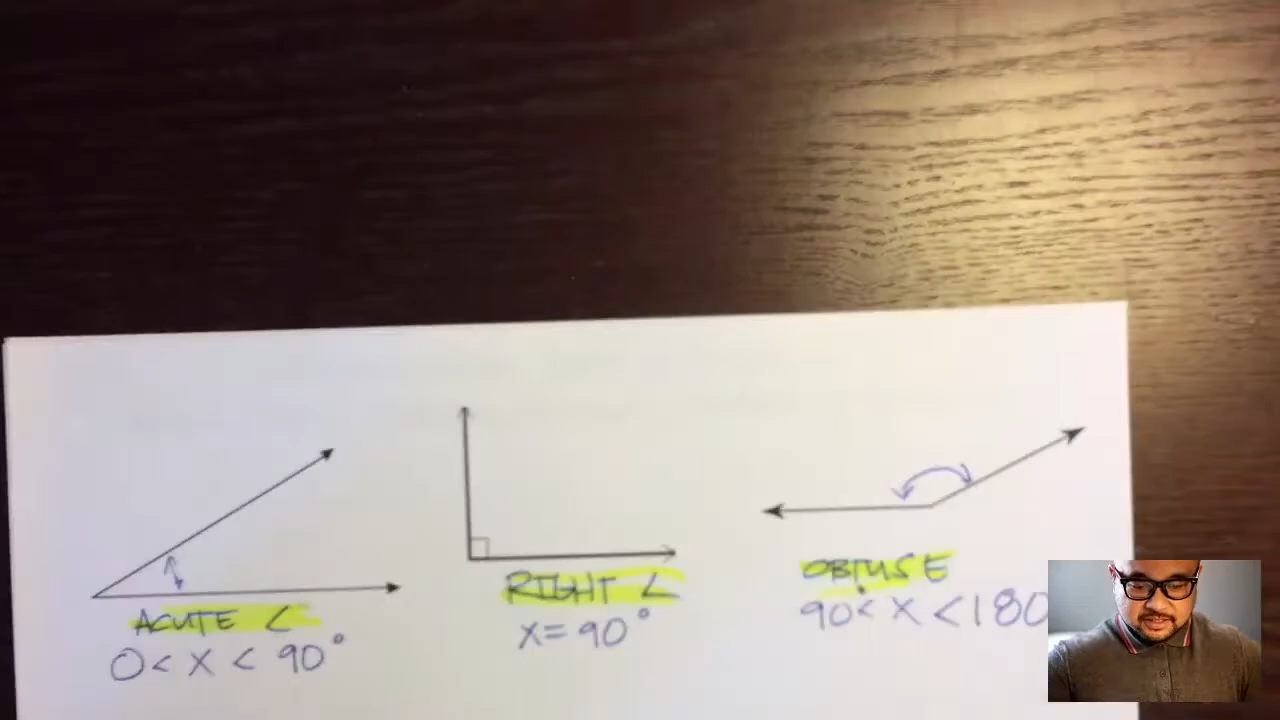 ACUTE ∠
0 < X < 90°
RIGHT ∠
X = 90°
OBTUSE
90 < X < 180